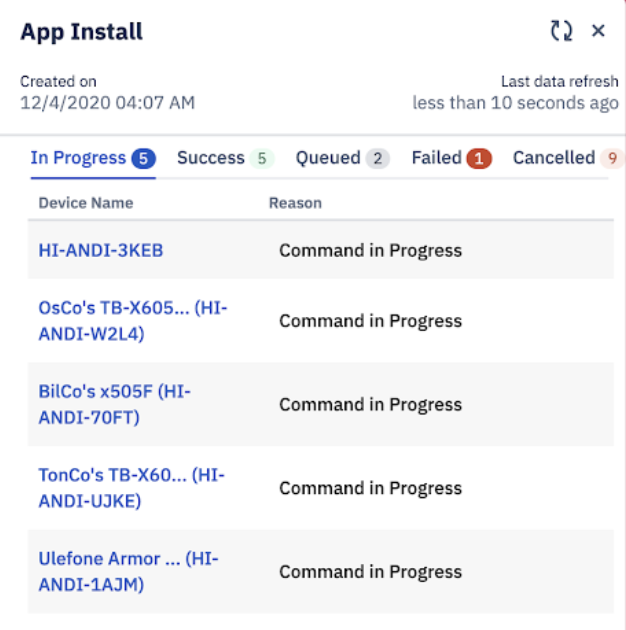 App Install
Created on
Last data refresh
12/4/2020 04:07 AM
less than 10 seconds ago
In Progress 5 Success 5 Queued 2 Failed 1 Cancelled 9
Device Name Reason
HI-ANDI-3KEB Command in Progress
OsCo's TB-X605... (HI-
ANDI-W2L4)
Command in Progress
BilCo's x505F (HI-
ANDI-70FT)
Command in Progress
TonCo's TB-X60... (HI-
ANDI-UJKE)
Command in Progress
Ulefone Armor ... (HI-
ANDI-1AJM)
Command in Progress